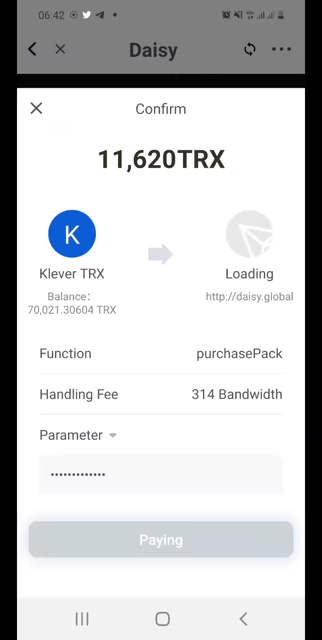 06:42
Daisy
Confirm
11,620TRX
K
Klever TRX
Balance:
70,021.30604 TRX
Loading
http://daisy.global
Function purchasePack
Handling Fee 314 Bandwidth
Parameter
•••••••••••••
Paying